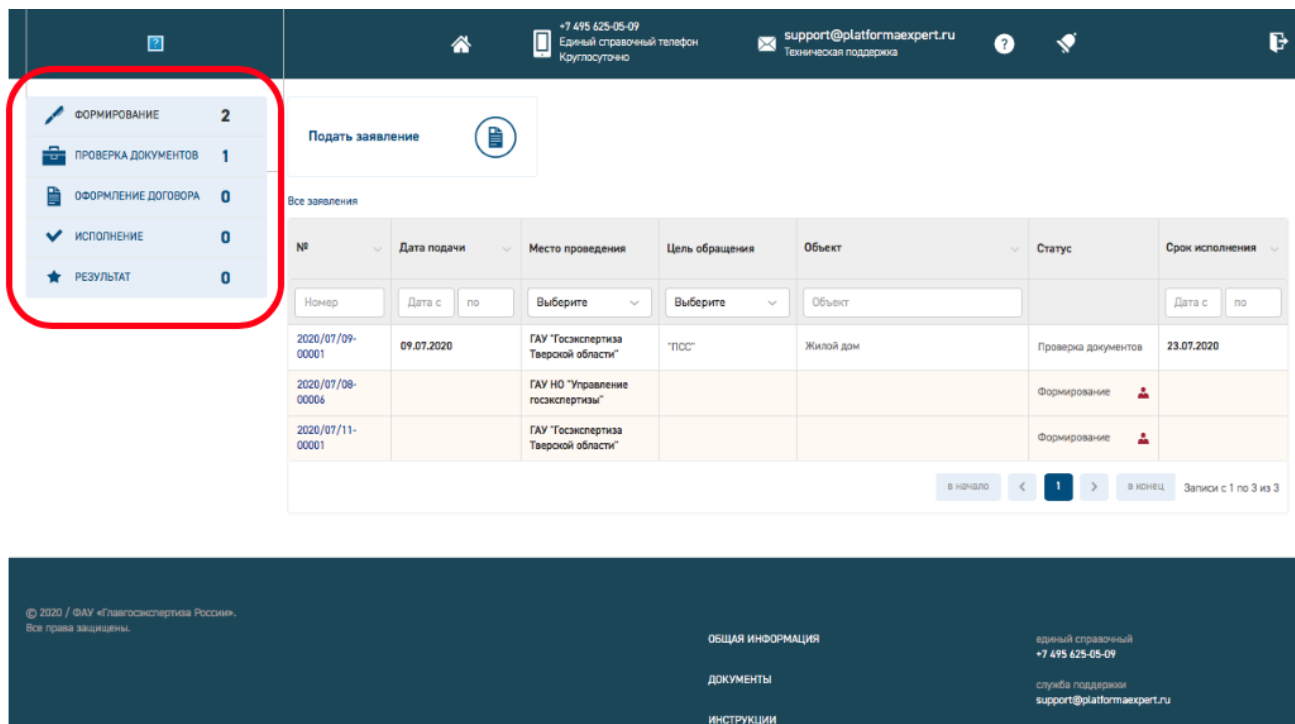 +7 495 625-05-09
Единый справочный телефон
Круглосуточно
support@platformaexpert.ru
Техническая поддержка
ФОРМИРОВАНИЕ 2
ПРОВЕРКА ДОКУМЕНТОВ 1
ОФОРМЛЕНИЕ ДОГОВОРА 0
ИСПОЛНЕНИЕ 0
РЕЗУЛЬТАТ 0
Подать заявление
Все заявления
№ Дата подачи Место проведения Цель обращения Объект Статус Срок исполнения
Номер Дата с по Выберите Выберите Объект Дата с по
2020/07/09-
00001
09.07.2020
ГАУ "Госэкспертиза
Тверской области"
"ПСС"
Жилой дом
Проверка документов
23.07.2020
2020/07/08-
00006
ГАУ НО "Управление
госэкспертизы"
Формирование
2020/07/11-
00001
ГАУ "Госэкспертиза
Тверской области"
Формирование
в начало < 1 > в конец Записи с 1 по 3 из 3
© 2020 / ФАУ «Главгосэкспертиза России».
Все права защищены.
ОБЩАЯ ИНФОРМАЦИЯ
ДОКУМЕНТЫ
ИНСТРУКЦИИ
единый справочный
+7 495 625-05-09
служба поддержки
support@platformaexpert.ru